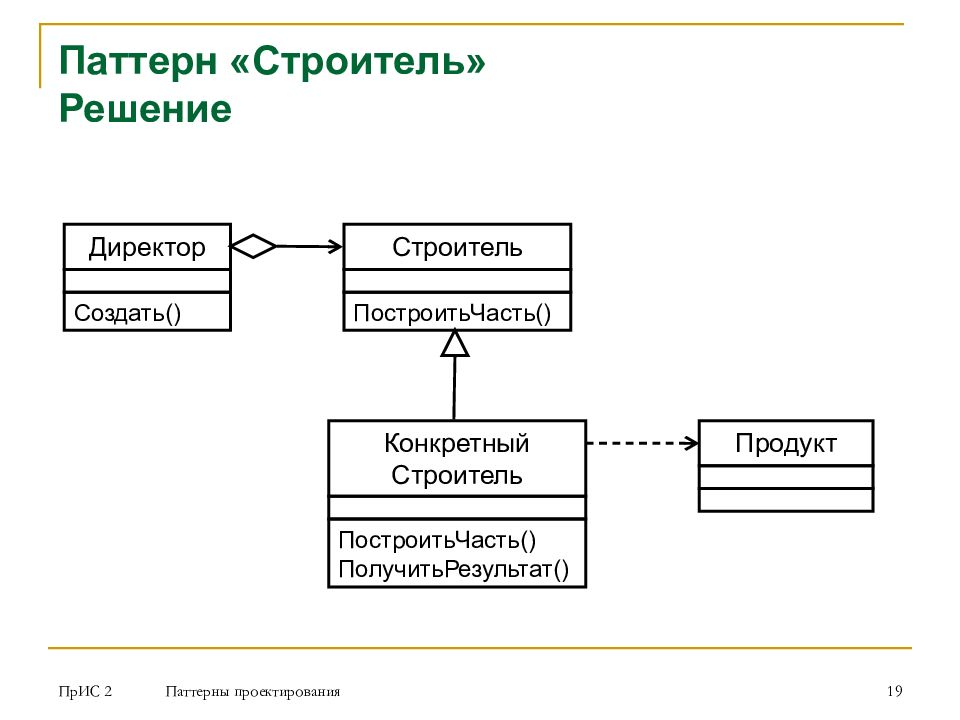 Паттерн «Строитель»
Решение
Директор
Создать()
Строитель
ПостроитьЧасть()
Конкретный
Строитель
ПостроитьЧасть()
ПолучитьРезультат()
Продукт
ПрИС 2
Паттерны проектирования
19